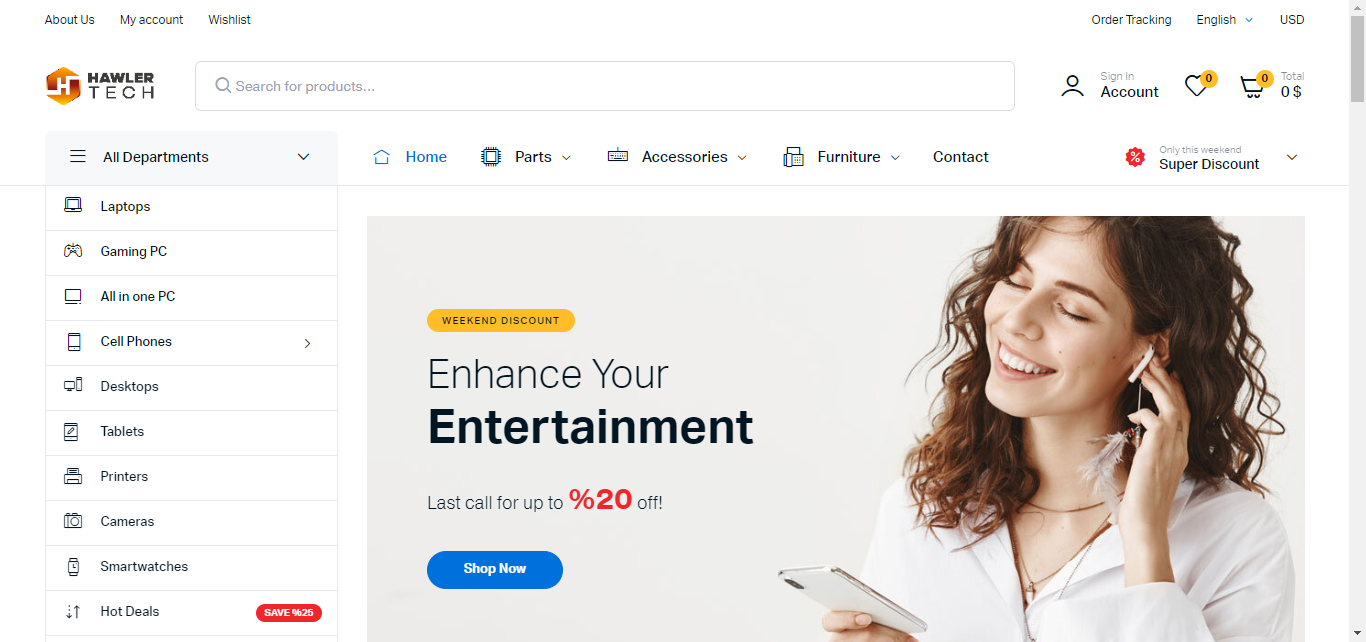 About Us
My account
Wishlist
Order Tracking
English
USD
HAWLER
TECH
Search for products...
Sign In
Account
0
0
Total
0 $
All Departments
Home
Parts
Accessories
Furniture
Contact
Only this weekend
Super Discount
Laptops
Gaming PC
All in one PC
Cell Phones
Desktops
Tablets
Printers
Cameras
Smartwatches
Hot Deals
SAVE %25
WEEKEND DISCOUNT
Enhance Your
Entertainment
Last call for up to %20 off!
Shop Now